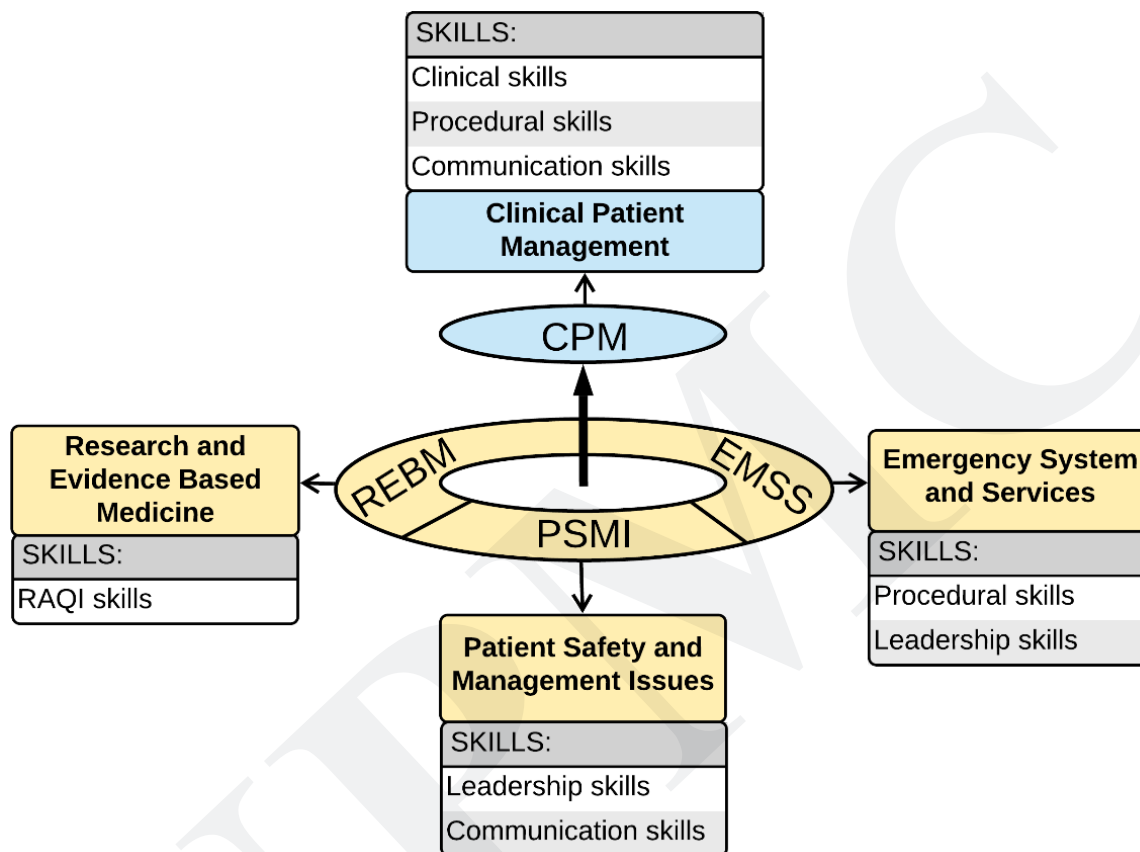 SKILLS:
Clinical skills
Procedural skills
Communication skills
Clinical Patient
Management
CPM
Research and
Evidence Based
Medicine
SKILLS:
RAQI skills
REBM
EMSS
PSMI
Emergency System
and Services
SKILLS:
Procedural skills
Leadership skills
Patient Safety and
Management Issues
SKILLS:
Leadership skills
Communication skills